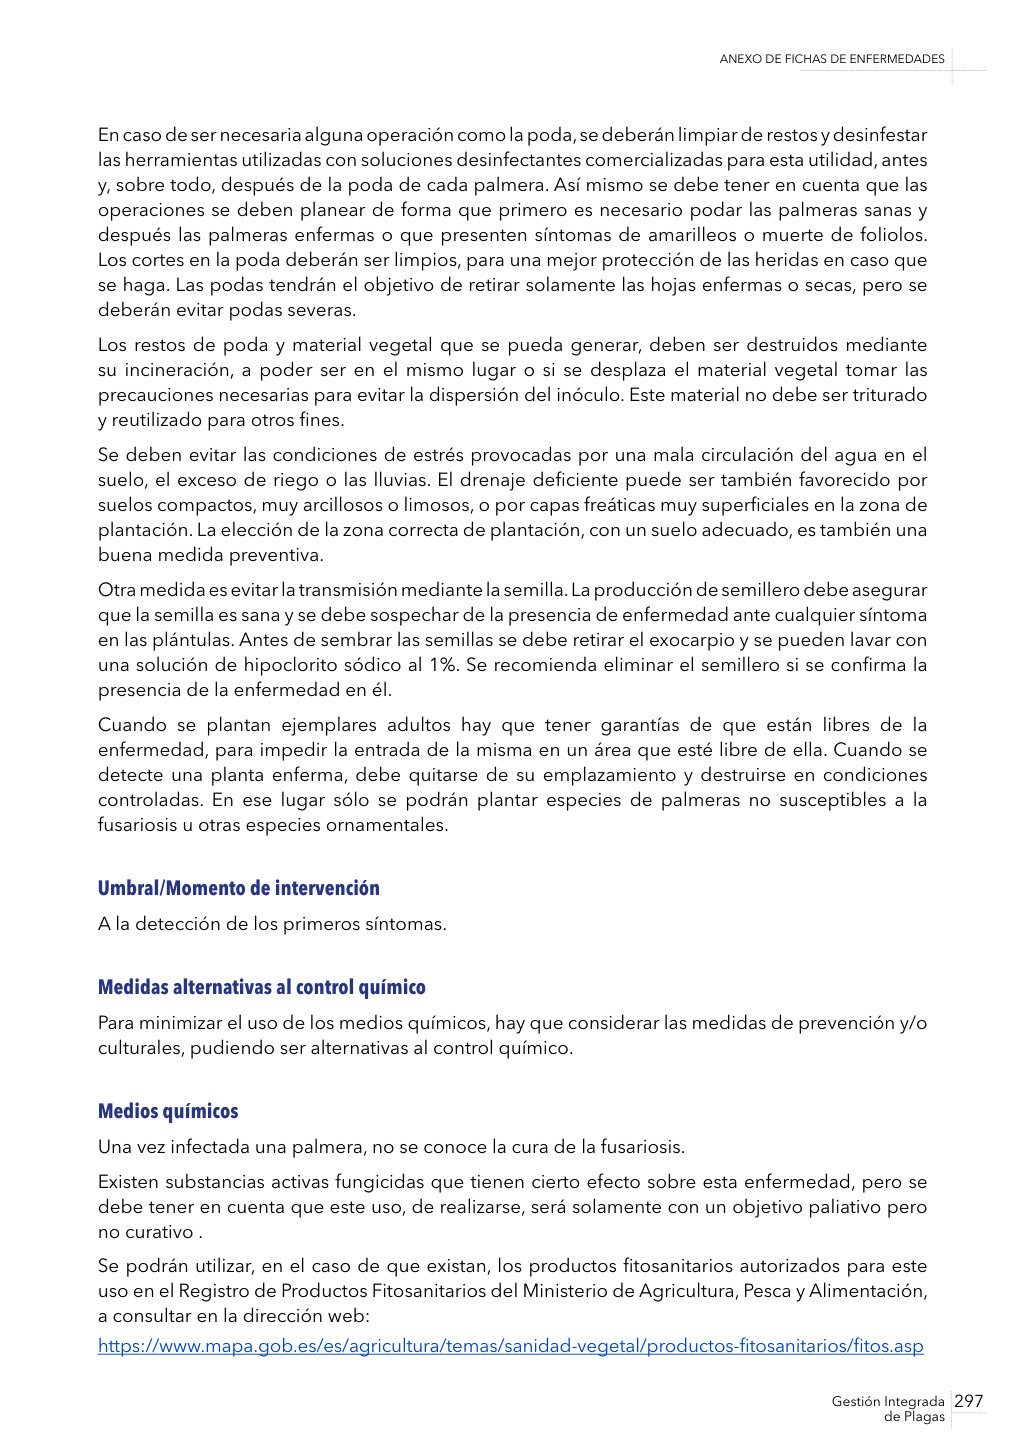 ANEXO DE FICHAS DE ENFERMEDADES
En caso de ser necesaria alguna operación como la poda, se deberán limpiar de restos y desinfestar
las herramientas utilizadas con soluciones desinfectantes comercializadas para esta utilidad, antes
y, sobre todo, después de la poda de cada palmera. Así mismo se debe tener en cuenta que las
operaciones se deben planear de forma que primero es necesario podar las palmeras sanas y
después las palmeras enfermas o que presenten síntomas de amarilleos o muerte de foliolos.
Los cortes en la poda deberán ser limpios, para una mejor protección de las heridas en caso que
se haga. Las podas tendrán el objetivo de retirar solamente las hojas enfermas o secas, pero se
deberán evitar podas severas.
Los restos de poda y material vegetal que se pueda generar, deben ser destruidos mediante
su incineración, a poder ser en el mismo lugar o si se desplaza el material vegetal tomar las
precauciones necesarias para evitar la dispersión del inóculo. Este material no debe ser triturado
y reutilizado para otros fines.
Se deben evitar las condiciones de estrés provocadas por una mala circulación del agua en el
suelo, el exceso de riego o las lluvias. El drenaje deficiente puede ser también favorecido por
suelos compactos, muy arcillosos o limosos, o por capas freáticas muy superficiales en la zona de
plantación. La elección de la zona correcta de plantación, con un suelo adecuado, es también una
buena medida preventiva.
Otra medida es evitar la transmisión mediante la semilla. La producción de semillero debe asegurar
que la semilla es sana y se debe sospechar de la presencia de enfermedad ante cualquier síntoma
en las plántulas. Antes de sembrar las semillas se debe retirar el exocarpio y se pueden lavar con
una solución de hipoclorito sódico al 1%. Se recomienda eliminar el semillero si se confirma la
presencia de la enfermedad en él.
Cuando se plantan ejemplares adultos hay que tener garantías de que están libres de la
enfermedad, para impedir la entrada de la misma en un área que esté libre de ella. Cuando se
detecte una planta enferma, debe quitarse de su emplazamiento y destruirse en condiciones
controladas. En ese lugar sólo se podrán plantar especies de palmeras no susceptibles a la
fusariosis u otras especies ornamentales.
Umbral/Momento de intervención
A la detección de los primeros síntomas.
Medidas alternativas al control químico
Para minimizar el uso de los medios químicos, hay que considerar las medidas de prevención y/o
culturales, pudiendo ser alternativas al control químico.
Medios químicos
Una vez infectada una palmera, no se conoce la cura de la fusariosis.
Existen substancias activas fungicidas que tienen cierto efecto sobre esta enfermedad, pero se
debe tener en cuenta que este uso, de realizarse, será solamente con un objetivo paliativo pero
no curativo .
Se podrán utilizar, en el caso de que existan, los productos fitosanitarios autorizados para este
uso en el Registro de Productos Fitosanitarios del Ministerio de Agricultura, Pesca y Alimentación,
a consultar en la dirección web:
https://www.mapa.gob.es/es/agricultura/temas/sanidad-vegetal/productos-fitosanitarios/fitos.asp
Gestión Integrada 297
de Plagas